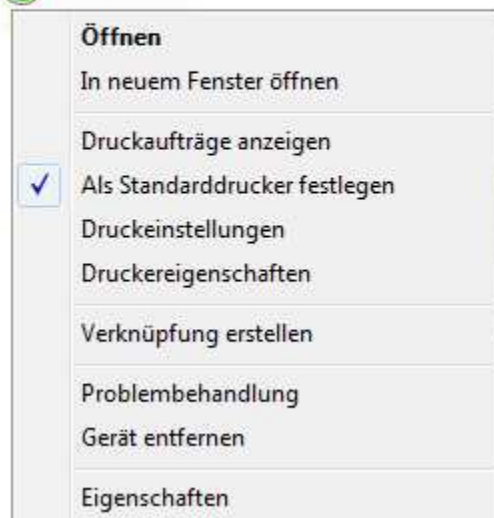 Öffnen
In neuem Fenster öffnen
Druckaufträge anzeigen
Als Standarddrucker festlegen
Druckeinstellungen
Druckereigenschaften
Verknüpfung erstellen
Problembehandlung
Gerät entfernen
Eigenschaften